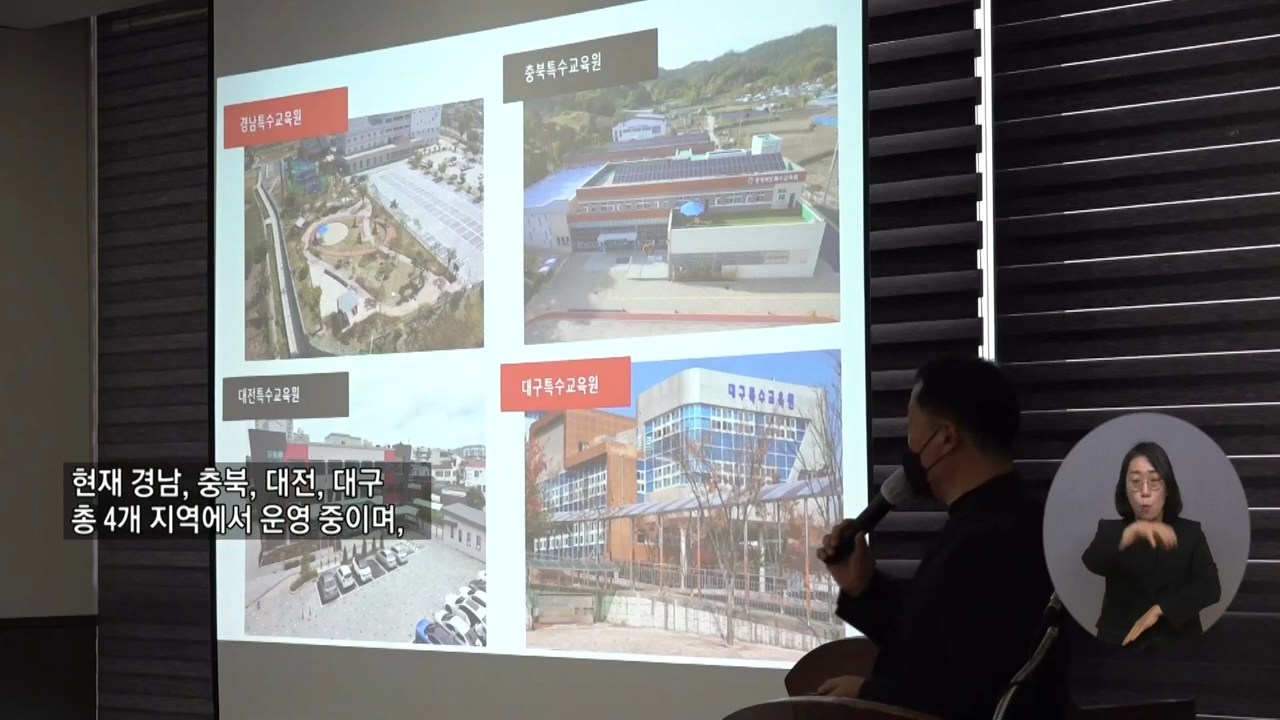 경남특수교육원
충북특수교육원
대전특수교육원
대구특수교육원
대구특수교육원
현재 경남, 충북, 대전, 대구
총 4개 지역에서 운영 중이며,